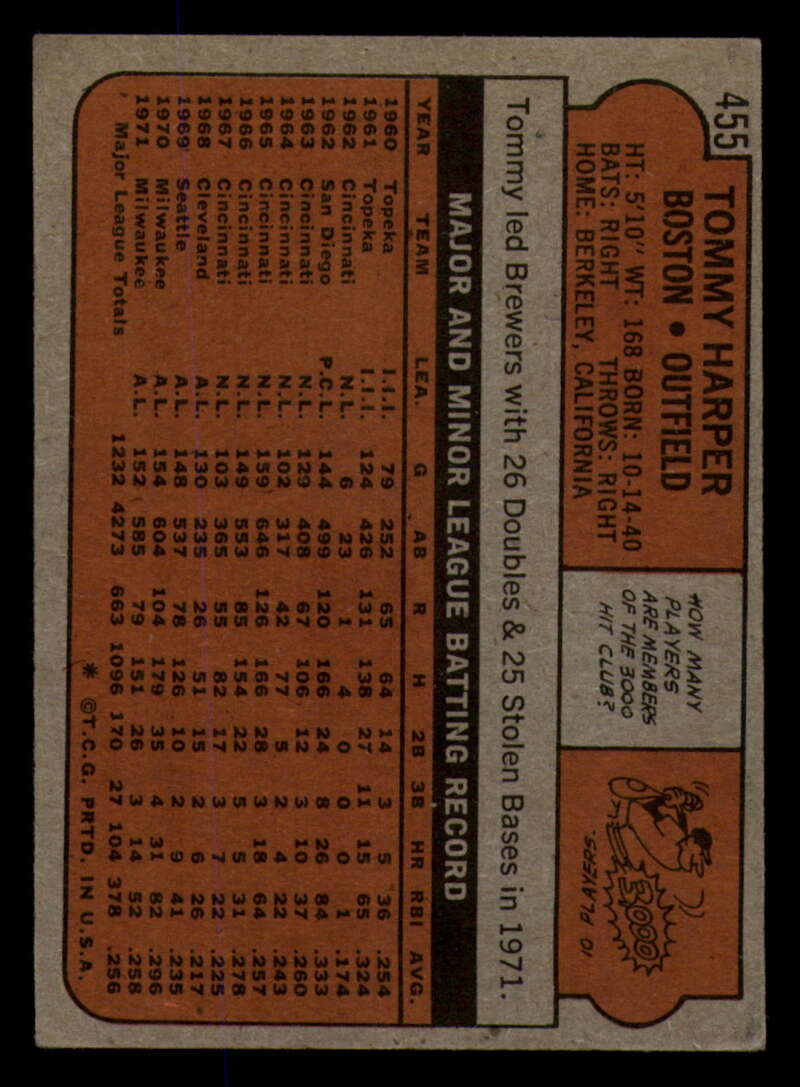 455
TOMMY HARPER
BOSTON • OUTFIELD
HT: 5'10" WT: 168 BORN: 10-14-40
BATS: RIGHT THROWS: RIGHT
HOME: BERKELEY, CALIFORNIA
HOW MANY
PLAYERS
ARE MEMBERS
OF THE 3000
HIT CLUB?
3000
10 PLAYERS.
Tommy led Brewers with 26 Doubles & 25 Stolen Bases in 1971.
MAJOR AND MINOR LEAGUE BATTING RECORD
YEAR TEAM LEA. G AB R H 2B 3B HR RBI AVG.
1960 Topeka I.I.I. 79 252 65 64 14 3 5 36 .254
1961 Topeka I.I.I. 124 426 131 138 27 11 15 65 .324
1962 Cincinnati N.L. 6 23 1 4 0 0 0 1 .174
1962 San Diego P.C.L. 144 499 120 166 24 8 26 84 .333
1963 Cincinnati N.L. 129 408 67 106 12 3 10 37 .260
1964 Cincinnati N.L. 102 317 42 77 5 2 4 22 .243
1965 Cincinnati N.L. 159 646 126 166 28 3 18 64 .257
1966 Cincinnati N.L. 149 553 85 154 22 5 5 31 .278
1967 Cincinnati N.L. 103 365 55 82 17 3 7 22 .225
1968 Cleveland A.L. 130 235 26 51 15 2 6 26 .217
1969 Seattle A.L. 148 537 78 126 10 2 9 41 .235
1970 Milwaukee A.L. 154 604 104 179 35 4 31 82 .296
1971 Milwaukee A.L. 152 585 79 151 26 3 14 52 .258
Major League Totals 1232 4273 663 1096 170 27 104 378 .256
* ©T.C.G. PRTD. IN U.S.A.